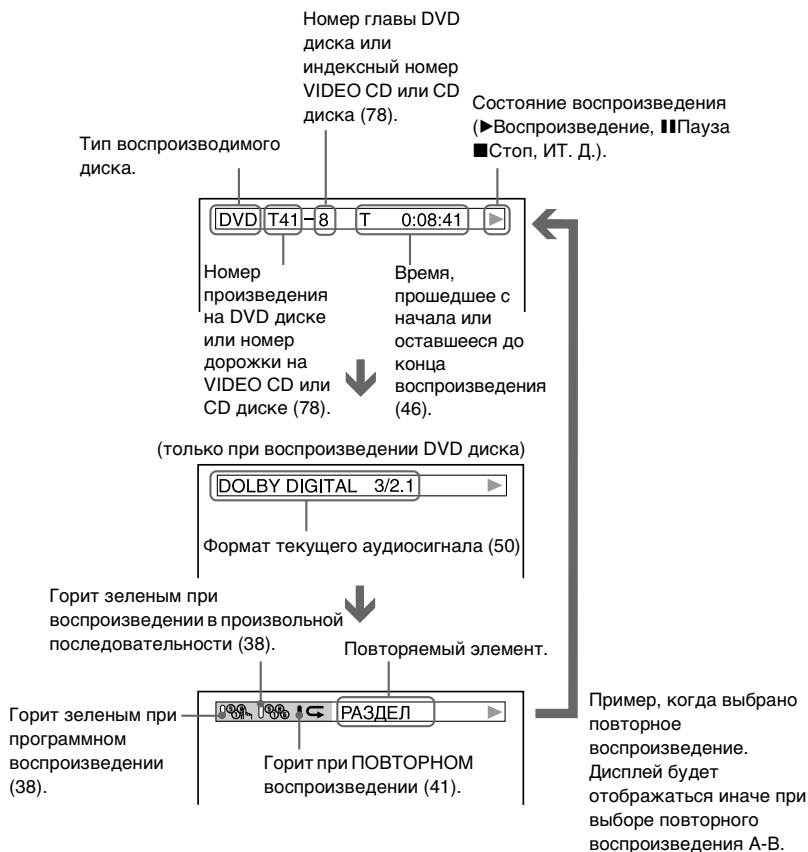 Номер главы DVD
диска или
индексный номер
VIDEO CD или CD
диска (78).
Состояние воспроизведения
(►Воспроизведение, ❚❚Пауза
■Стоп, ИТ. Д.).
Тип воспроизводимого
диска.
DVD T41 – 8 T 0:08:41 ►
Номер
произведения
на DVD диске
или номер
дорожки на
VIDEO CD или
CD диске (78).
Время,
прошедшее с
начала или
оставшееся до
конца
воспроизведения
(46).
(только при воспроизведении DVD диска)
DOLBY DIGITAL 3/2.1 ►
Формат текущего аудиосигнала (50)
Горит зеленым при
воспроизведении в произвольной
последовательности (38).
Повторяемый элемент.
РАЗДЕЛ ►
Горит зеленым при
программном
воспроизведении
(38).
Горит при ПОВТОРНОМ
воспроизведении (41).
Пример, когда выбрано
повторное
воспроизведение.
Дисплей будет
отображаться иначе при
выборе повторного
воспроизведения A-B.